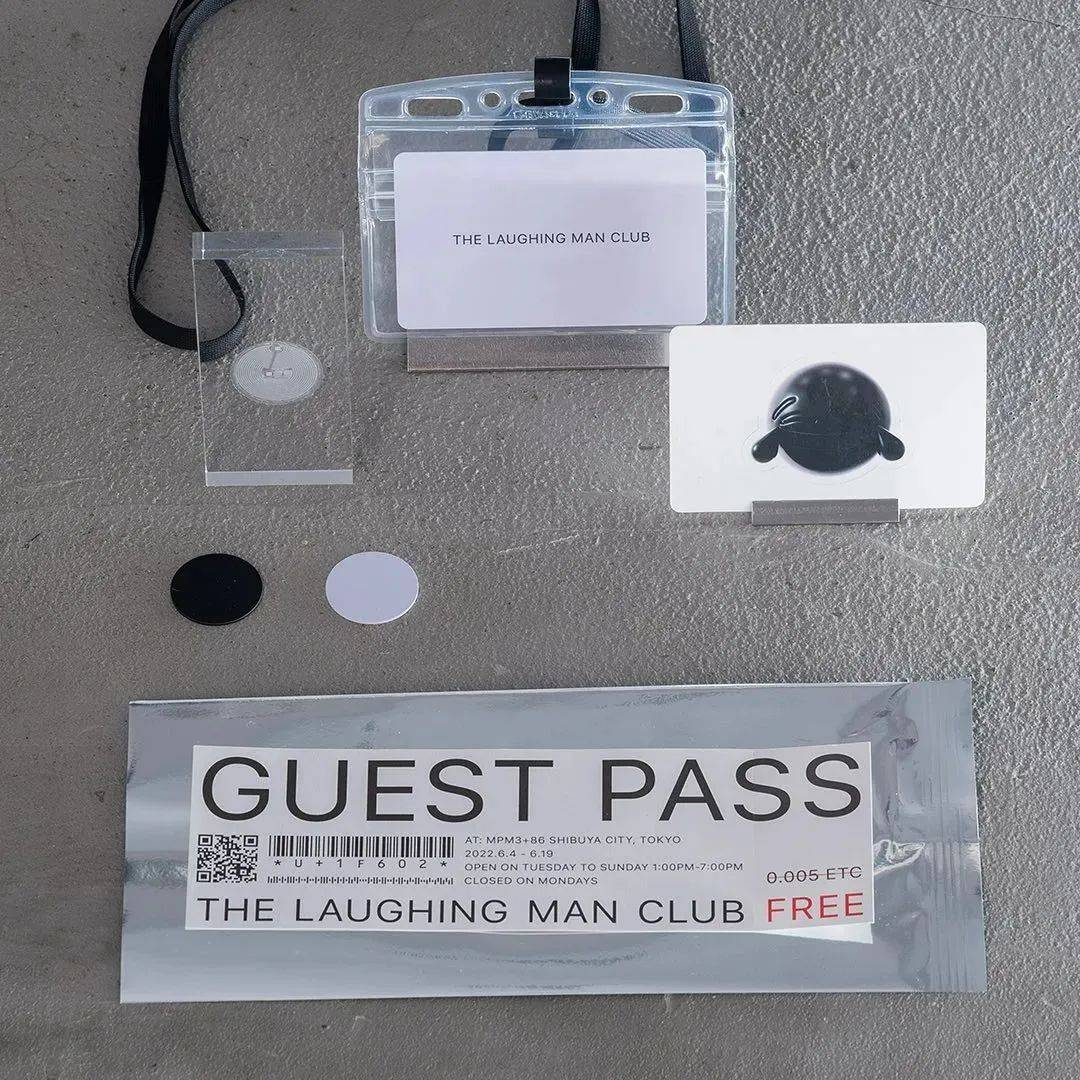 THE LAUGHING MAN CLUB
GUEST PASS
AT: MPM3+86 SHIBUYA CITY, TOKYO
2022.6.4 - 6.19
*U+1F602*
OPEN ON TUESDAY TO SUNDAY 1:00PM-7:00PM
CLOSED ON MONDAYS
0.005 ETC
THE LAUGHING MAN CLUB
FREE